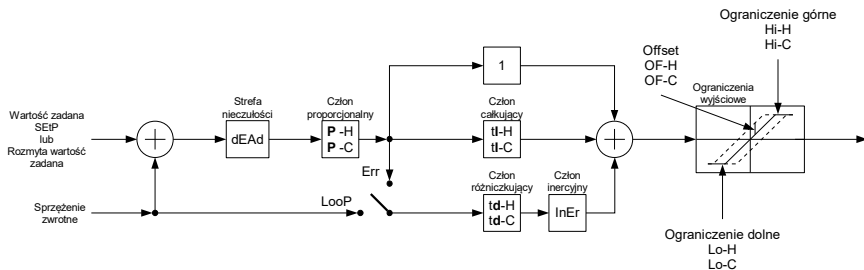 Ograniczenie górne
Hi-H
Hi-C
Offset
OF-H
OF-C
Ograniczenia
wyjściowe
1
Wartość zadana
SEtP
lub
Rozmyta wartość
zadana
Strefa
nieczułości
dEAd
Człon
proporcjonalny
P -H
P -C
Człon
całkujący
tI-H
tI-C
Err
LooP
Człon
różniczkujący
td-H
td-C
Człon
inercyjny
InEr
Sprzężenie
zwrotne
Ograniczenie dolne
Lo-H
Lo-C